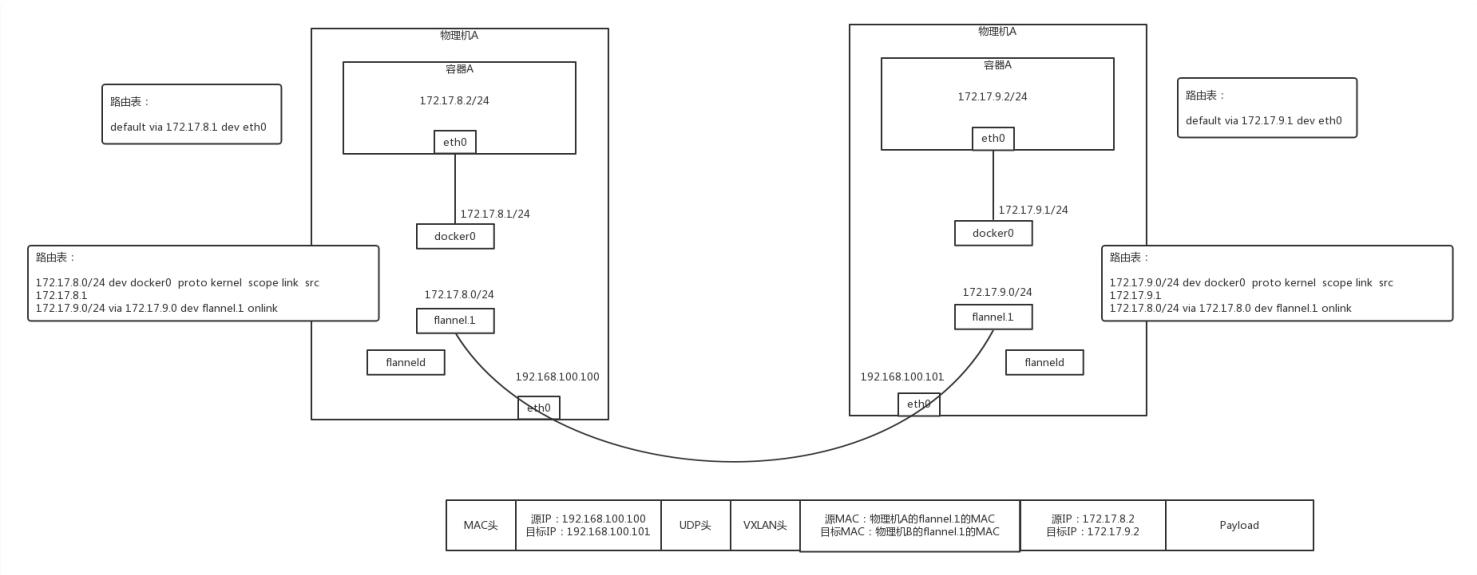 物理机A
容器A
172.17.8.2/24
eth0
路由表：
default via 172.17.8.1 dev eth0
172.17.8.1/24
docker0
路由表：
172.17.8.0/24 dev docker0  proto kernel  scope link  src
172.17.8.1
172.17.9.0/24 via 172.17.9.0 dev flannel.1 onlink
172.17.8.0/24
flannel.1
flanneld
192.168.100.100
eth0
物理机A
容器A
172.17.9.2/24
eth0
路由表：
default via 172.17.9.1 dev eth0
172.17.9.1/24
docker0
路由表：
172.17.9.0/24 dev docker0  proto kernel  scope link  src
172.17.9.1
172.17.8.0/24 via 172.17.8.0 dev flannel.1 onlink
172.17.9.0/24
flannel.1
flanneld
192.168.100.101
eth0
MAC头
源IP：192.168.100.100
目标IP：192.168.100.101
UDP头
VXLAN头
源MAC：物理机A的flannel.1的MAC
目标MAC：物理机B的flannel.1的MAC
源IP：172.17.8.2
目标IP：172.17.9.2
Payload